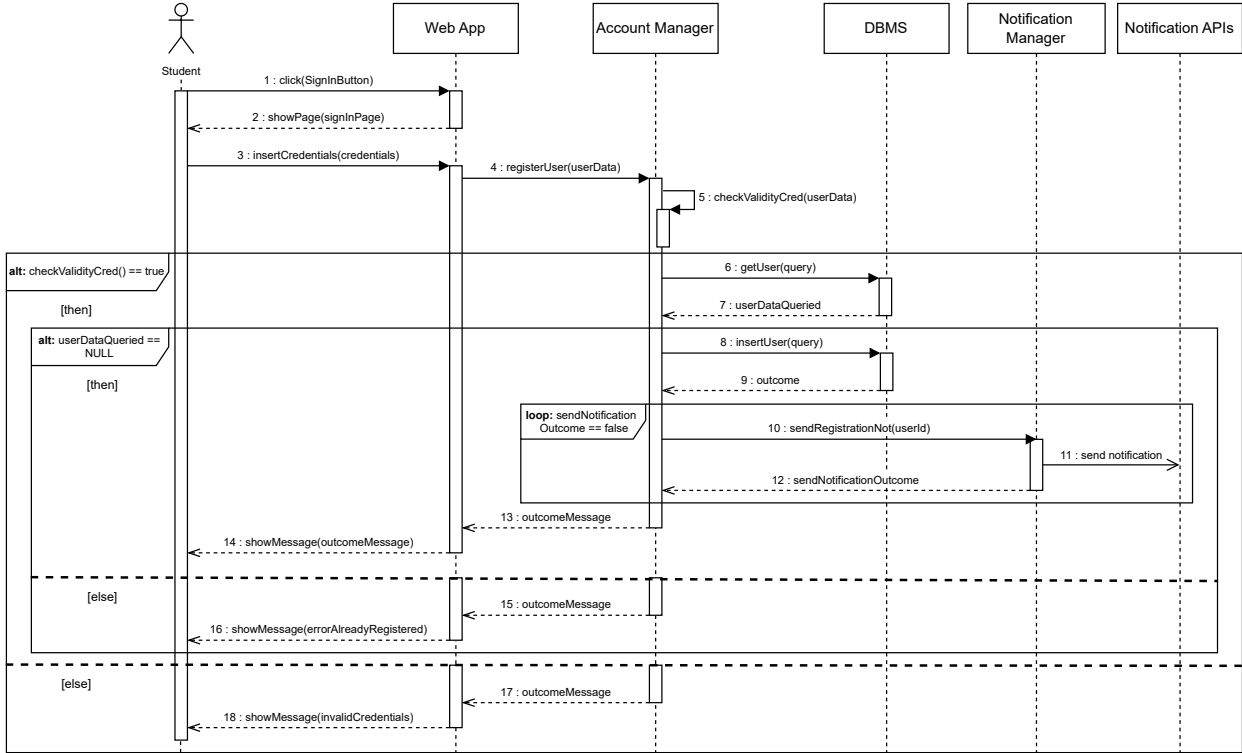 Student
Web App
Account Manager
DBMS
Notification
Manager
Notification APIs
1 : click(SignInButton)
2 : showPage(signInPage)
3 : insertCredentials(credentials)
4 : registerUser(userData)
5 : checkValidityCred(userData)
alt: checkValidityCred() == true
6 : getUser(query)
[then]
7 : userDataQueried
alt: userDataQueried ==
NULL
8 : insertUser(query)
[then]
9 : outcome
loop: sendNotification
Outcome == false
10 : sendRegistrationNot(userId)
11 : send notification
12 : sendNotificationOutcome
13 : outcomeMessage
14 : showMessage(outcomeMessage)
[else]
15 : outcomeMessage
16 : showMessage(errorAlreadyRegistered)
[else]
17 : outcomeMessage
18 : showMessage(invalidCredentials)